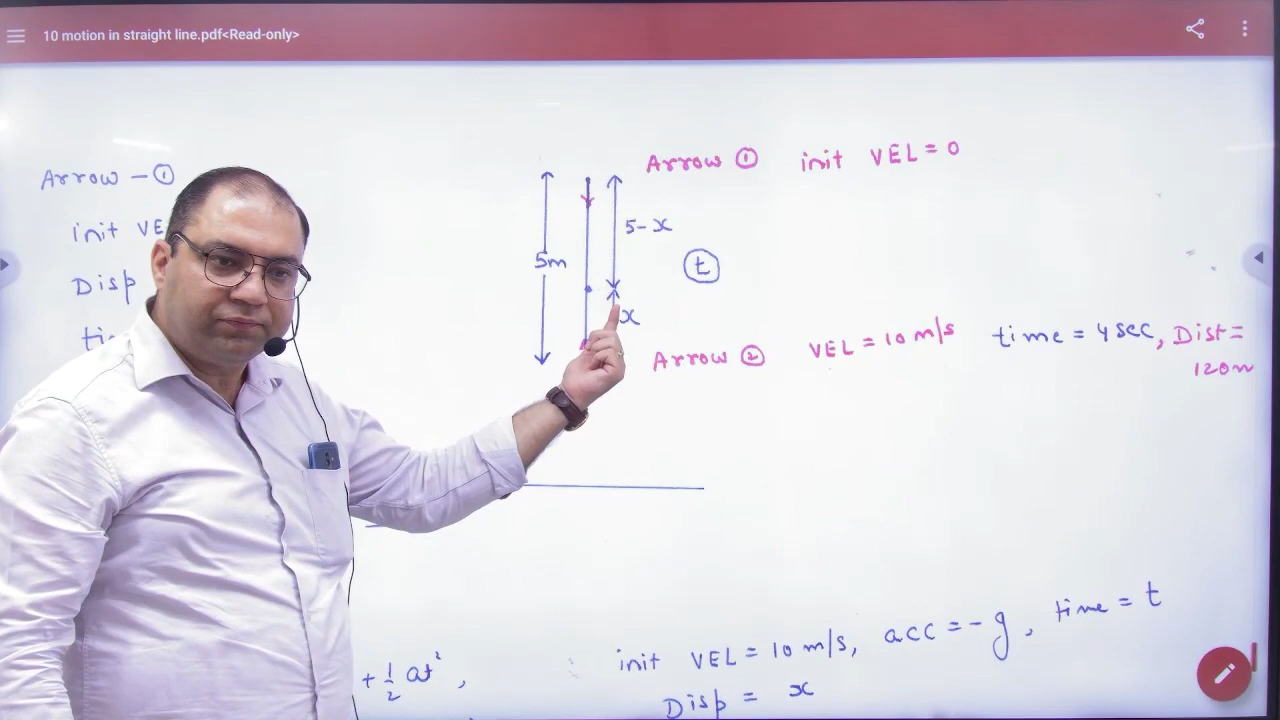 10 motion in straight line.pdf<Read-only>
Arrow - ①
init VE
Disp
5m
5-x
x
t
Arrow ① init VEL = 0
Arrow ② VEL = 10 m/s time = 4 sec, Dist =
120m
+ 1/2 at²,
init VEL = 10 m/s, acc = -g, time = t
Disp = x